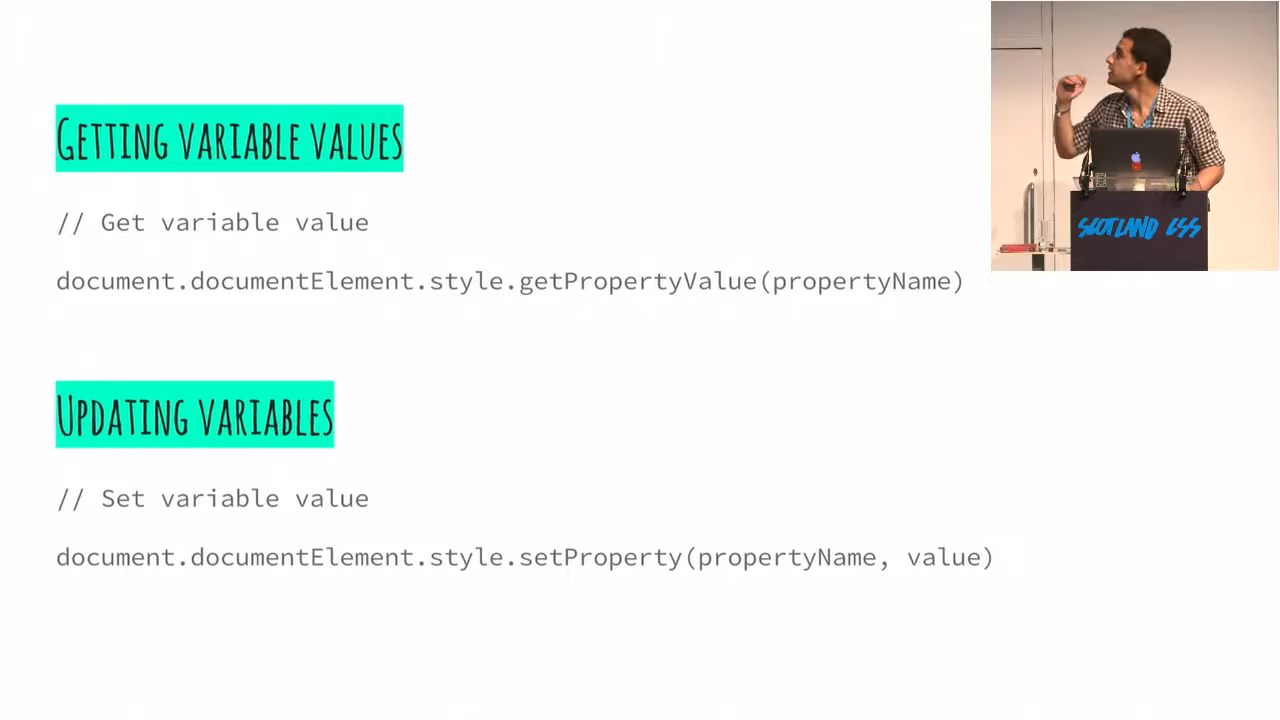 Getting variable values
// Get variable value
document.documentElement.style.getPropertyValue(propertyName)
Updating variables
// Set variable value
document.documentElement.style.setProperty(propertyName, value)
SCOTLAND CSS